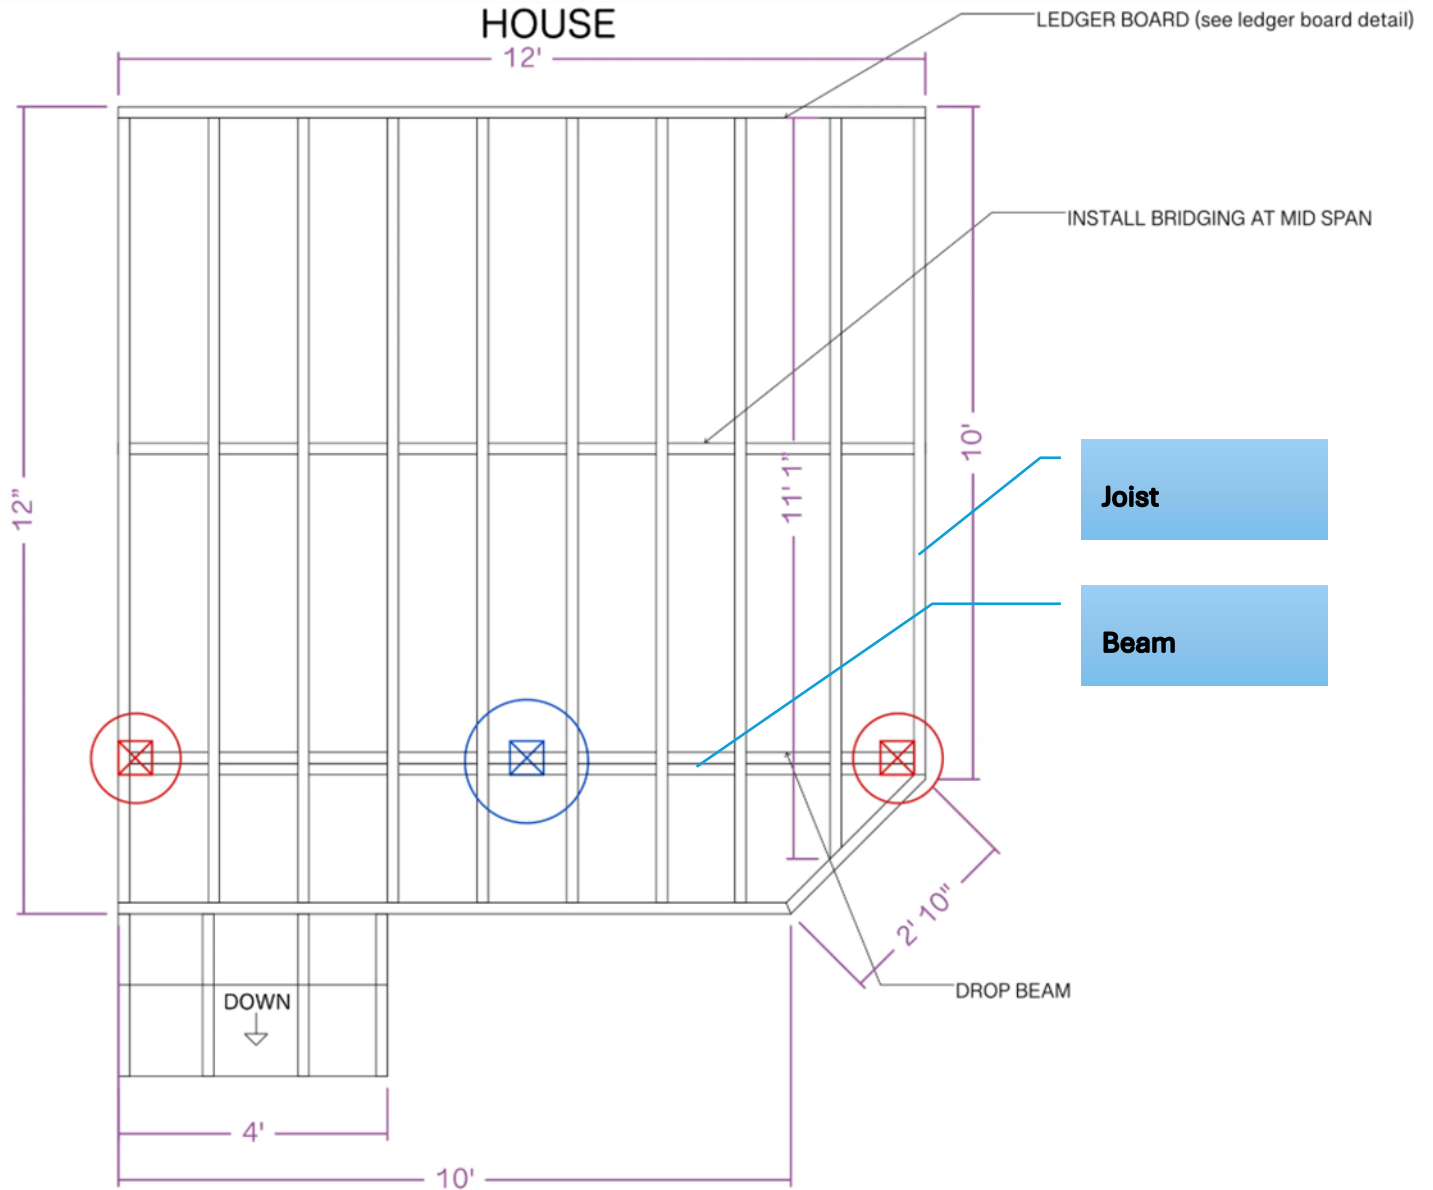 HOUSE
LEDGER BOARD (see ledger board detail)
12'
INSTALL BRIDGING AT MID SPAN
10'
11' 1"
12"
Joist
Beam
2' 10"
DROP BEAM
DOWN
4'
10'